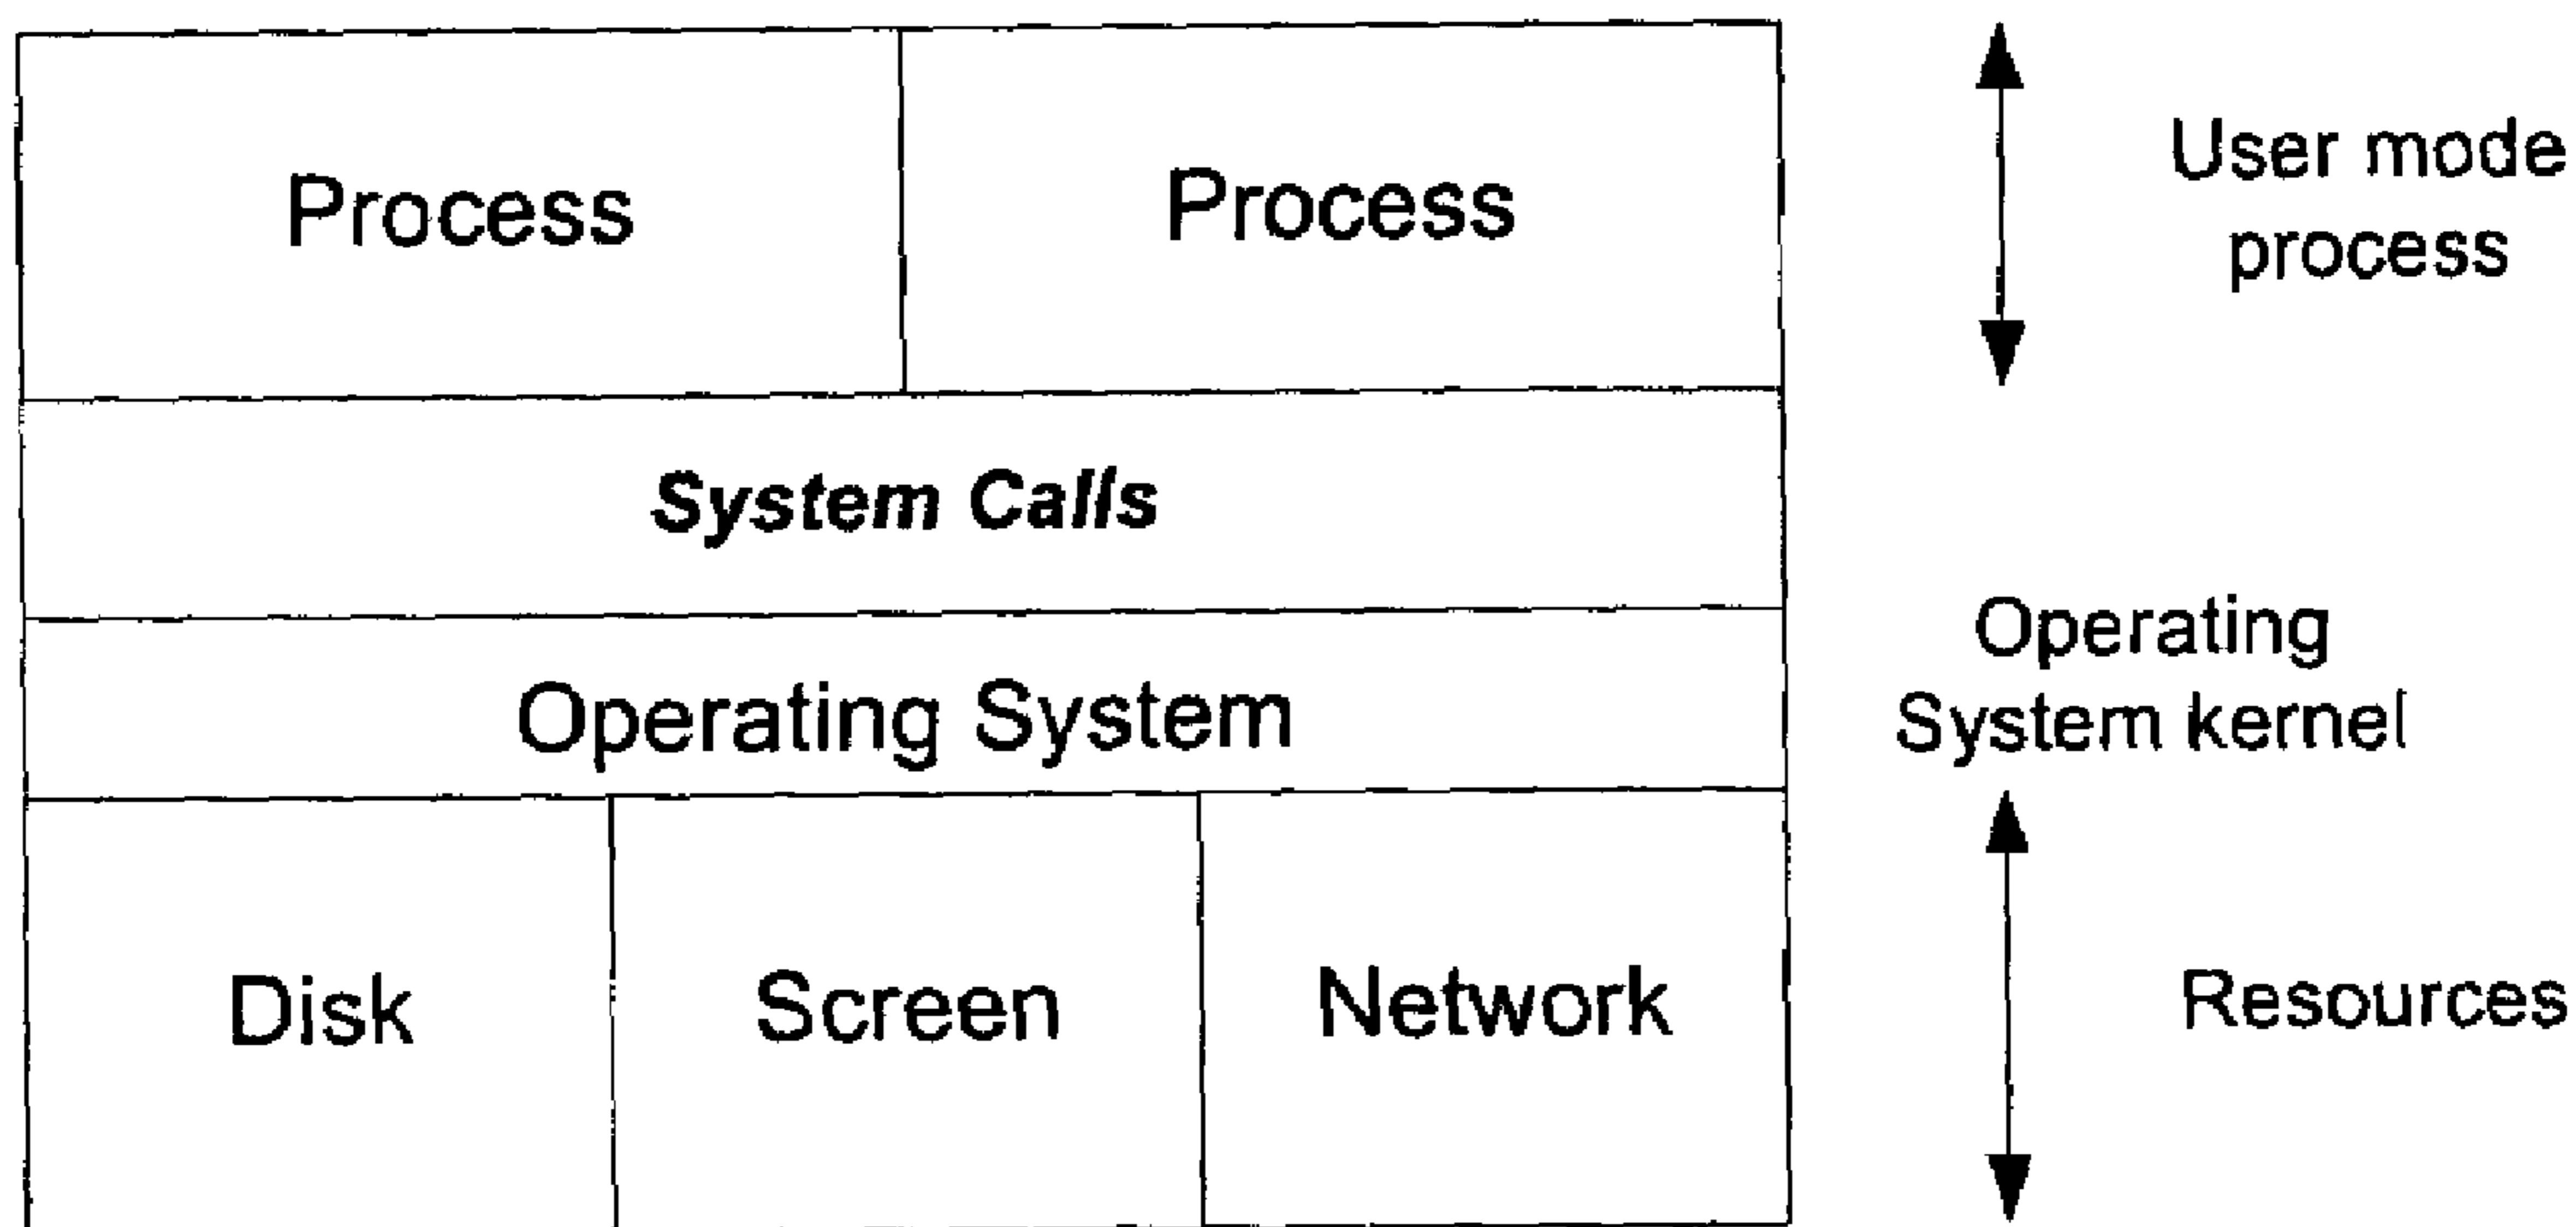 Process
Process
User mode
process
System Calls
Operating
System kernel
Operating System
Disk
Screen
Network
Resources